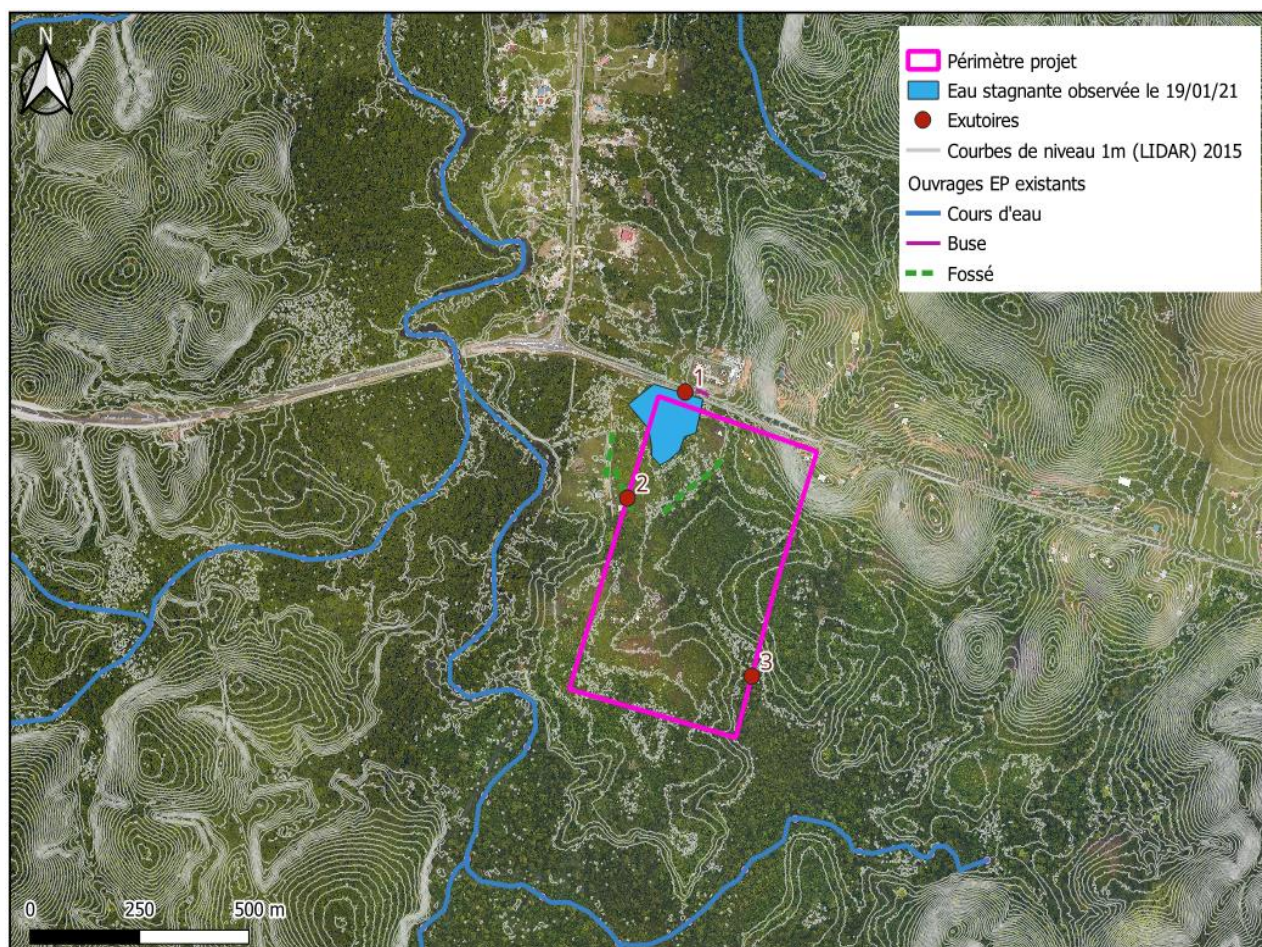 N
Périmètre projet
Eau stagnante observée le 19/01/21
Exutoires
Courbes de niveau 1m (LIDAR) 2015
Ouvrages EP existants
Cours d'eau
Buse
Fossé
1
2
3
0 250 500 m